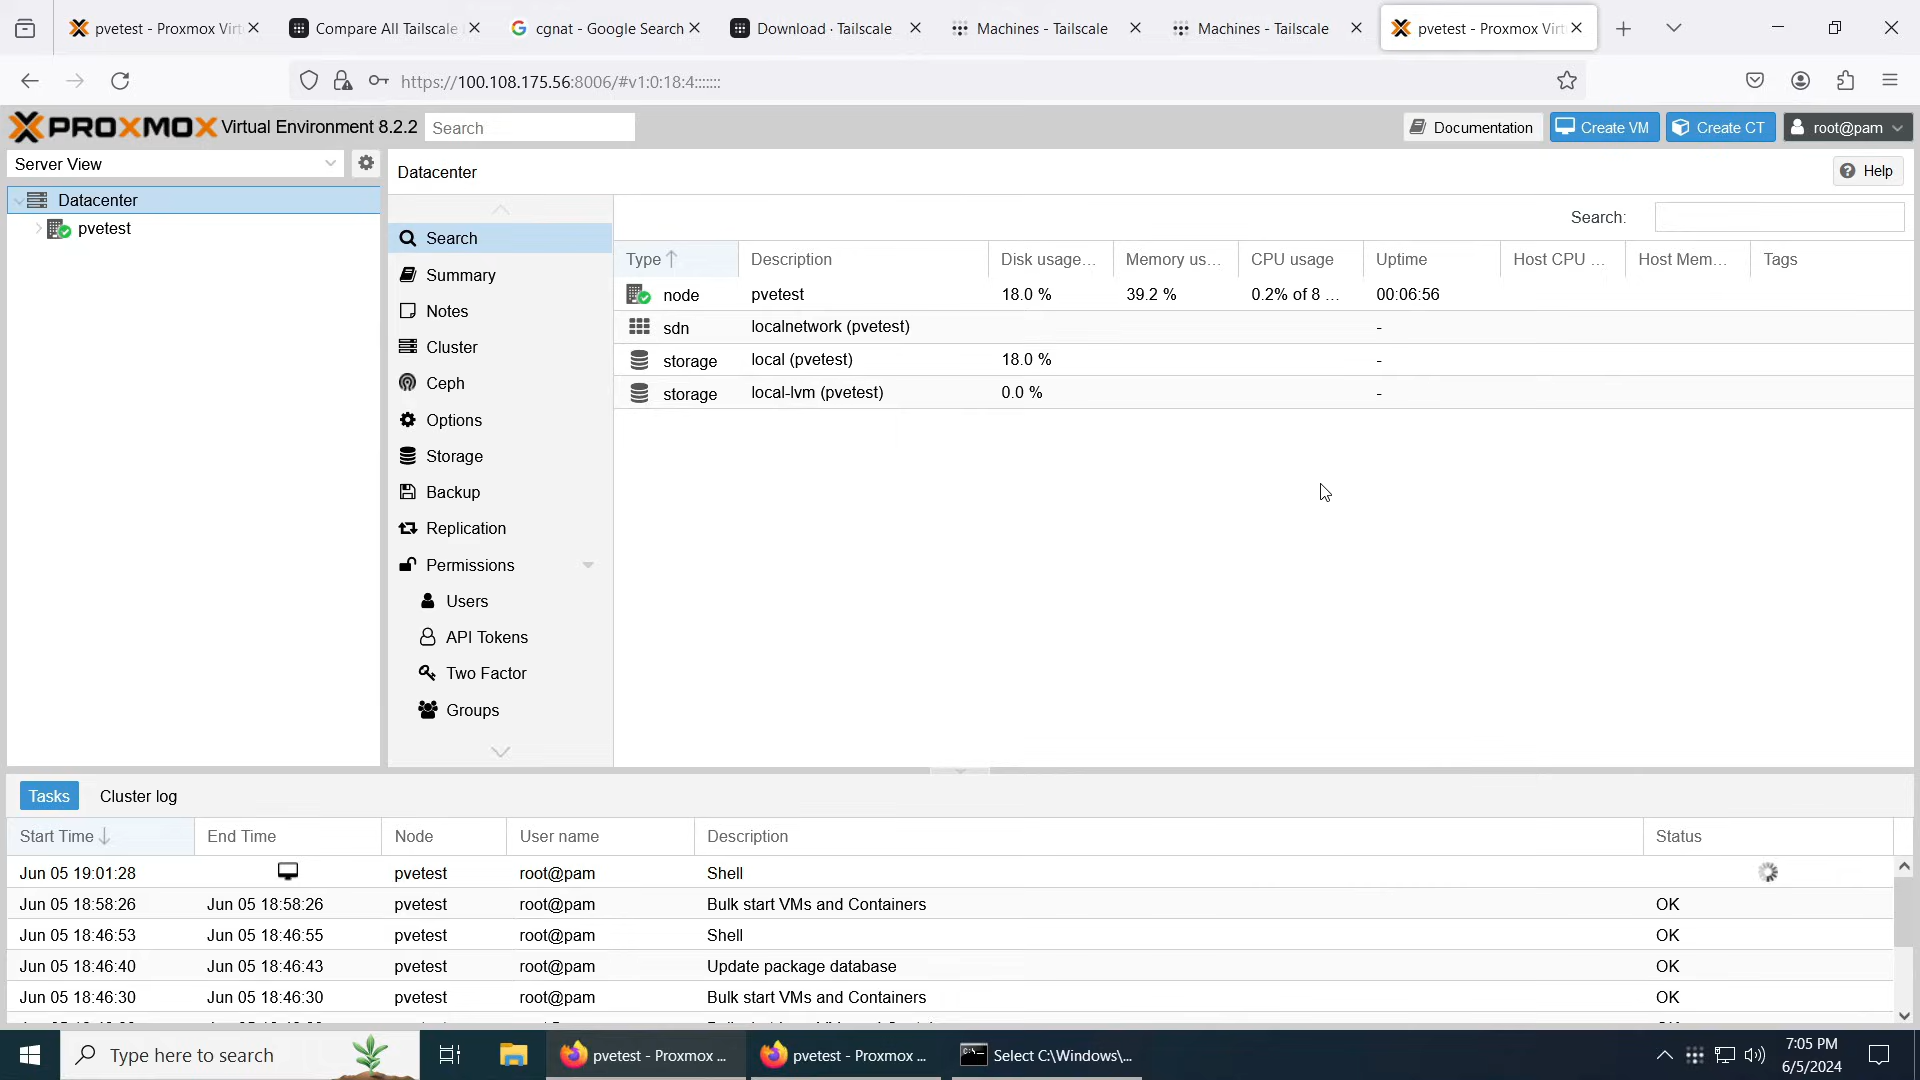 pvetest - Proxmox Virt
Compare All Tailscale
cgnat - Google Search
Download · Tailscale
Machines - Tailscale
Machines - Tailscale
pvetest - Proxmox Virt
https://100.108.175.56:8006/#v1:0:18:4:::::::
PROXMOX Virtual Environment 8.2.2
Search
Documentation
Create VM
Create CT
root@pam
Server View
Datacenter
pvetest
Datacenter
Help
Search
Summary
Notes
Cluster
Ceph
Options
Storage
Backup
Replication
Permissions
Users
API Tokens
Two Factor
Groups
Search:
Type Description Disk usage... Memory us... CPU usage Uptime Host CPU ... Host Mem... Tags
node pvetest 18.0 % 39.2 % 0.2% of 8 ... 00:06:56
sdn localnetwork (pvetest) -
storage local (pvetest) 18.0 % -
storage local-lvm (pvetest) 0.0 % -
Tasks Cluster log
Start Time End Time Node User name Description Status
Jun 05 19:01:28 pvetest root@pam Shell
Jun 05 18:58:26 Jun 05 18:58:26 pvetest root@pam Bulk start VMs and Containers OK
Jun 05 18:46:53 Jun 05 18:46:55 pvetest root@pam Shell OK
Jun 05 18:46:40 Jun 05 18:46:43 pvetest root@pam Update package database OK
Jun 05 18:46:30 Jun 05 18:46:30 pvetest root@pam Bulk start VMs and Containers OK
Type here to search
pvetest - Proxmox ...
pvetest - Proxmox ...
Select C:\Windows\...
7:05 PM
6/5/2024